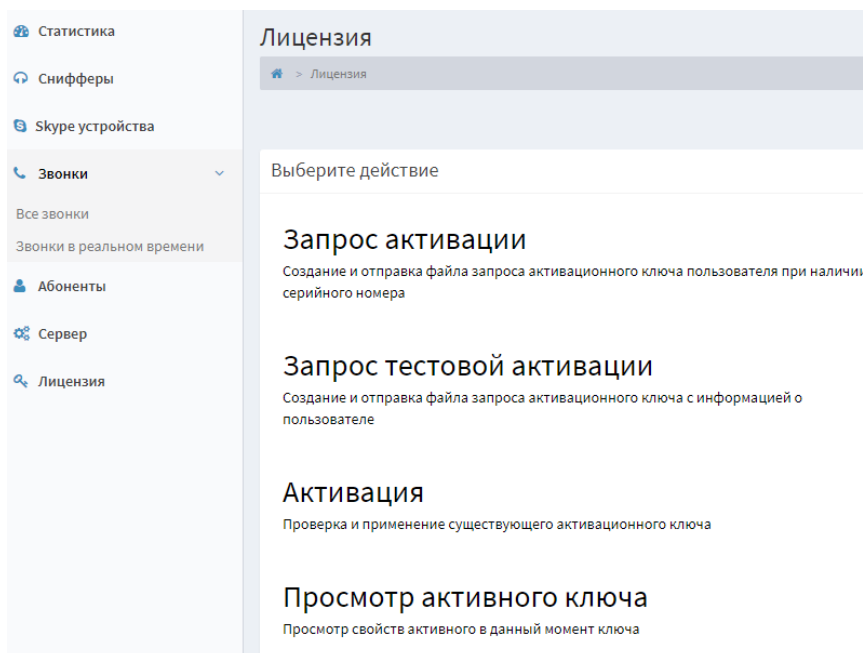 Статистика
Снифферы
Skype устройства
Звонки
Все звонки
Звонки в реальном времени
Абоненты
Сервер
Лицензия
Лицензия
> Лицензия
Выберите действие
Запрос активации
Создание и отправка файла запроса активационного ключа пользователя при наличии
серийного номера
Запрос тестовой активации
Создание и отправка файла запроса активационного ключа с информацией о
пользователе
Активация
Проверка и применение существующего активационного ключа
Просмотр активного ключа
Просмотр свойств активного в данный момент ключа